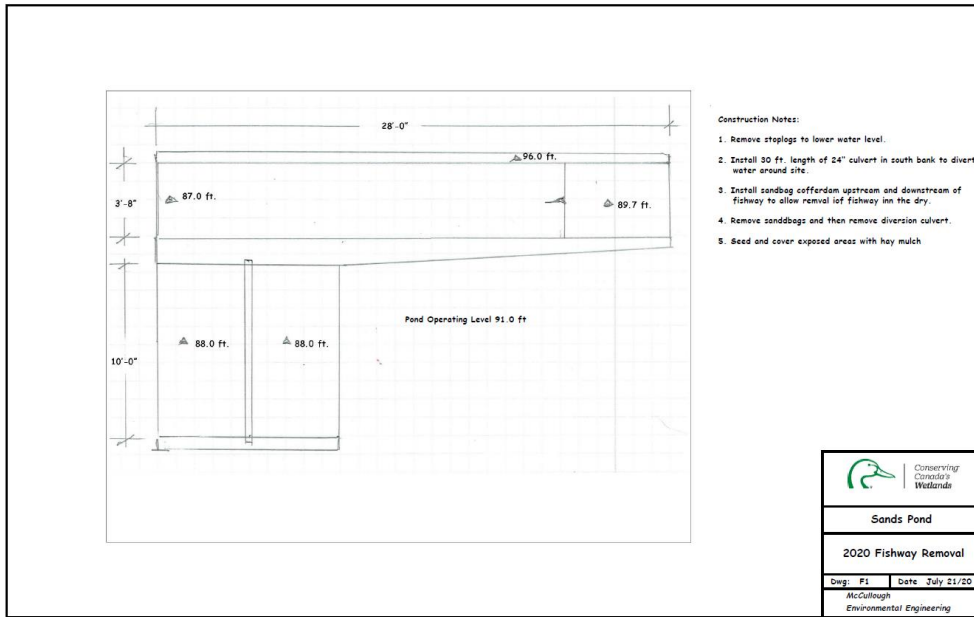 28'-0"
96.0 ft.
3'-8"
87.0 ft.
89.7 ft.
10'-0"
88.0 ft.
88.0 ft.
Pond Operating Level 91.0 ft
Construction Notes:
1. Remove stoplogs to lower water level.
2. Install 30 ft. length of 24" culvert in south bank to divert
water around site.
3. Install sandbag cofferdam upstream and downstream of
fishway to allow remval iof fishway inn the dry.
4. Remove sanddbags and then remove diversion culvert.
5. Seed and cover exposed areas with hay mulch
Conserving
Canada's
Wetlands
Sands Pond
2020 Fishway Removal
Dwg: F1 Date July 21/20
McCullough
Environmental Engineering